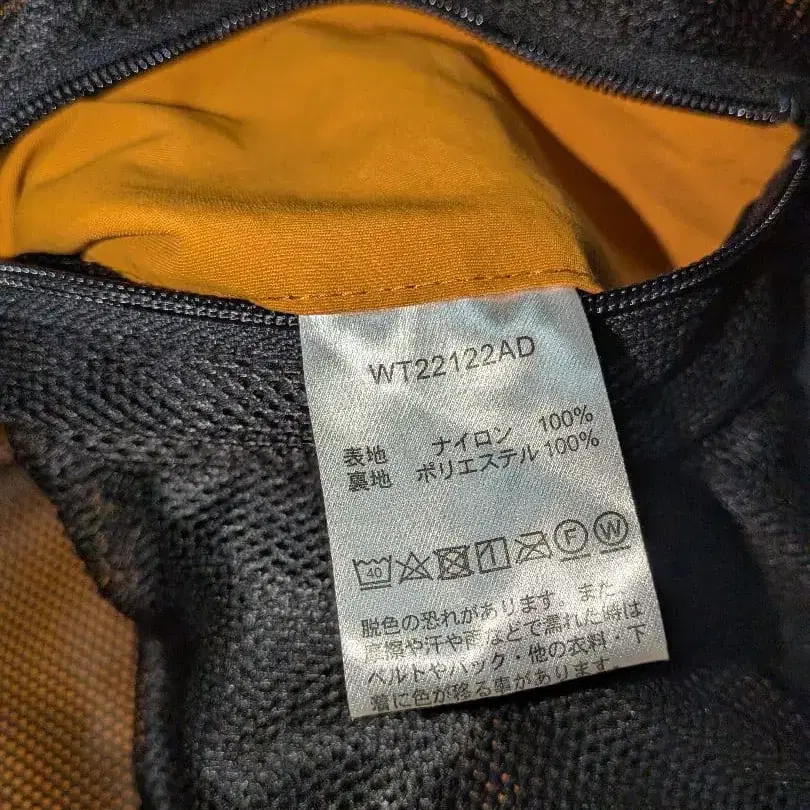 WT22122AD
表地 ナイロン 100%
裏地 ポリエステル 100%
40 F W
脱色の恐れがあります。また、
摩擦や汗や雨などで濡れた時は
ベルトやバック・他の衣料・下
着に色が移る事があります。